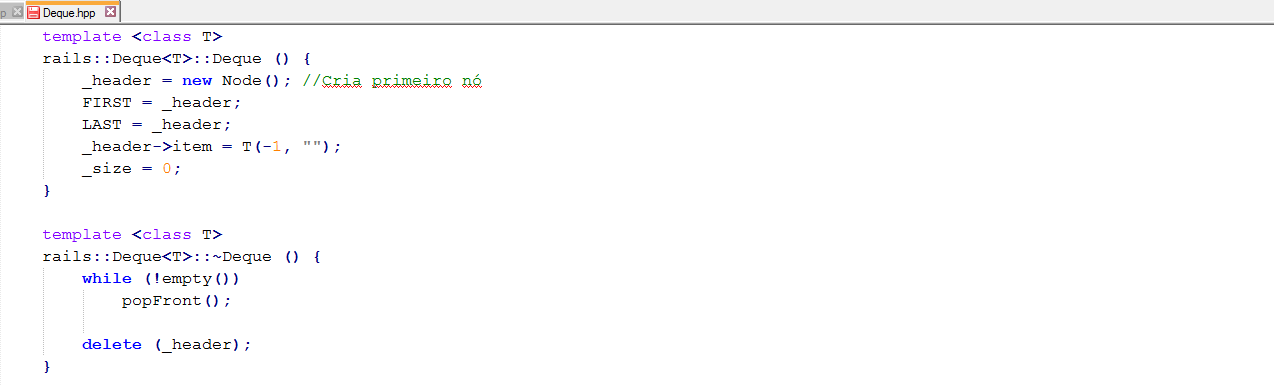 p Deque.hpp
template <class T>
rails::Deque<T>::Deque () {
    _header = new Node(); //Cria primeiro nó
    FIRST = _header;
    LAST = _header;
    _header->item = T(-1, "");
    _size = 0;
}
template <class T>
rails::Deque<T>::~Deque () {
    while (!empty())
        popFront();
    delete (_header);
}